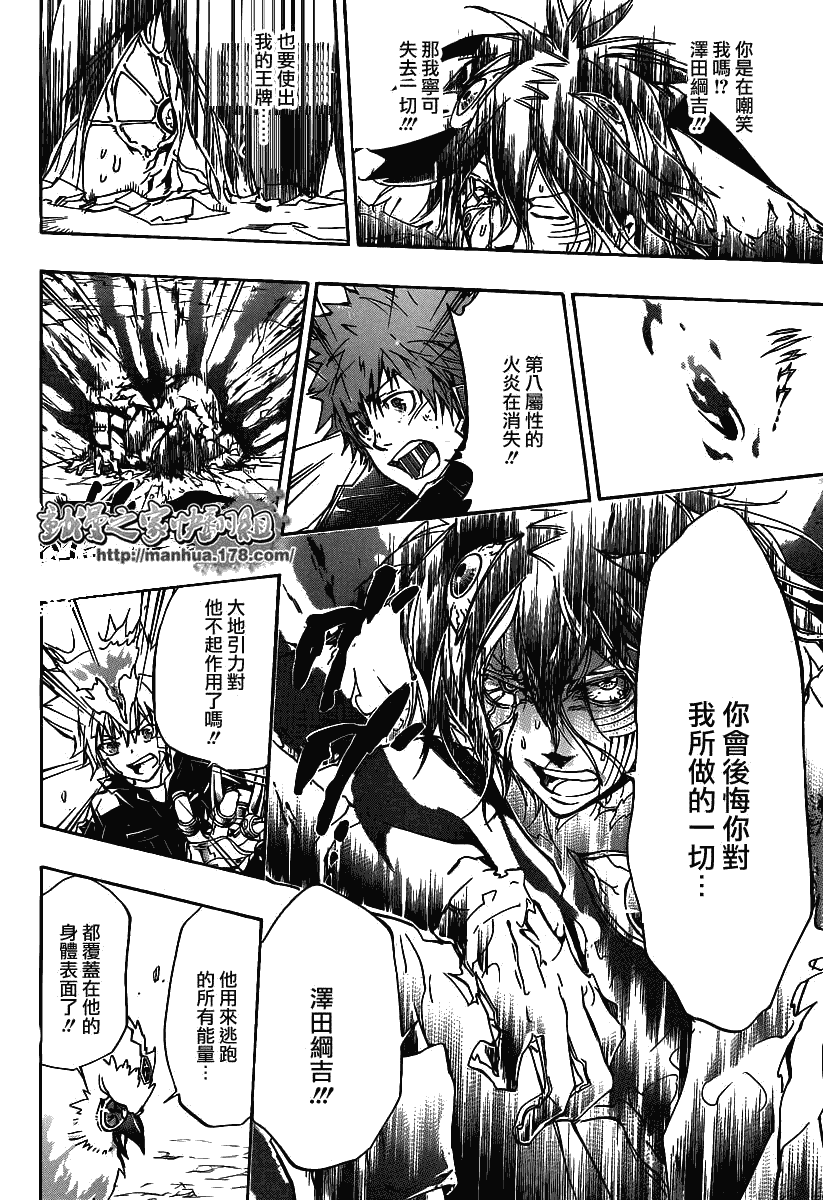 你是在嘲笑
我嗎!?
澤田綱吉!!
那我寧可
失去一切!!!
也要使出
我的王牌……
第八屬性的
火炎在消失!!
你會後悔你對
我所做的一切…
大地引力對
他不起作用了嗎!!
http://manhua.178.com/
澤田綱吉!!!
他用來逃跑
的所有能量…
都覆蓋在他的
身體表面了!!